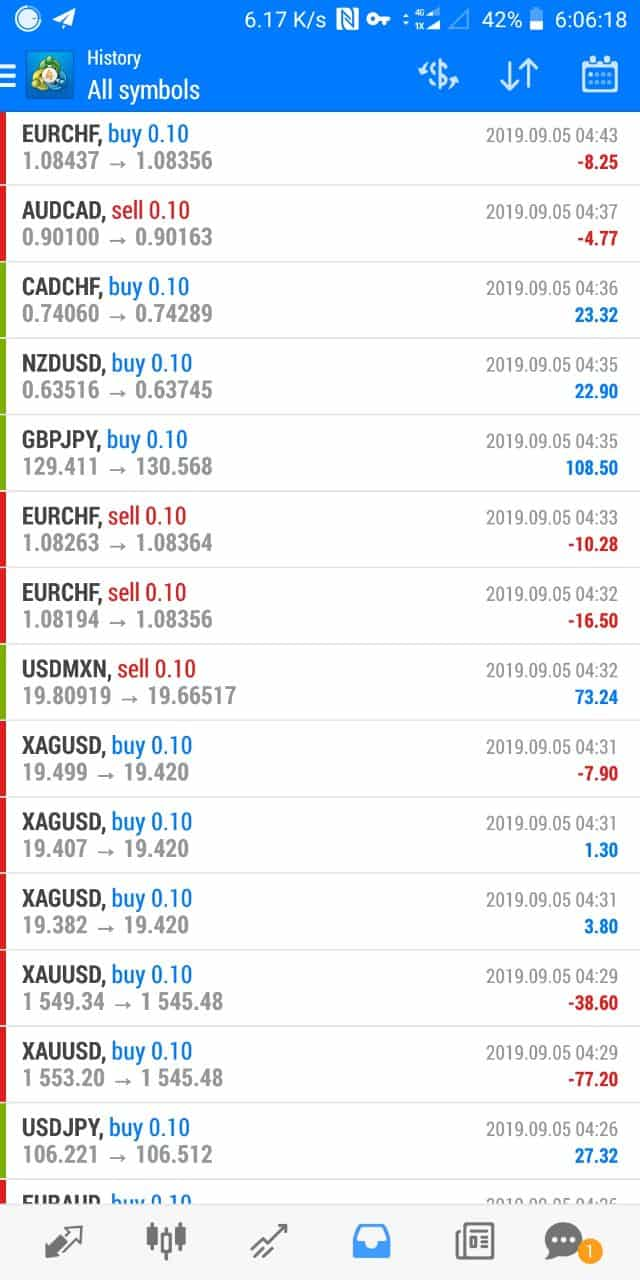 6.17 K/s 4G 1X 42% 6:06:18
History
All symbols
EURCHF, buy 0.10 2019.09.05 04:43
1.08437 → 1.08356 -8.25
AUDCAD, sell 0.10 2019.09.05 04:37
0.90100 → 0.90163 -4.77
CADCHF, buy 0.10 2019.09.05 04:36
0.74060 → 0.74289 23.32
NZDUSD, buy 0.10 2019.09.05 04:35
0.63516 → 0.63745 22.90
GBPJPY, buy 0.10 2019.09.05 04:35
129.411 → 130.568 108.50
EURCHF, sell 0.10 2019.09.05 04:33
1.08263 → 1.08364 -10.28
EURCHF, sell 0.10 2019.09.05 04:32
1.08194 → 1.08356 -16.50
USDMXN, sell 0.10 2019.09.05 04:32
19.80919 → 19.66517 73.24
XAGUSD, buy 0.10 2019.09.05 04:31
19.499 → 19.420 -7.90
XAGUSD, buy 0.10 2019.09.05 04:31
19.407 → 19.420 1.30
XAGUSD, buy 0.10 2019.09.05 04:31
19.382 → 19.420 3.80
XAUUSD, buy 0.10 2019.09.05 04:29
1 549.34 → 1 545.48 -38.60
XAUUSD, buy 0.10 2019.09.05 04:29
1 553.20 → 1 545.48 -77.20
USDJPY, buy 0.10 2019.09.05 04:26
106.221 → 106.512 27.32
EURAUD, buy 0.10 2019.09.05 04:26
1